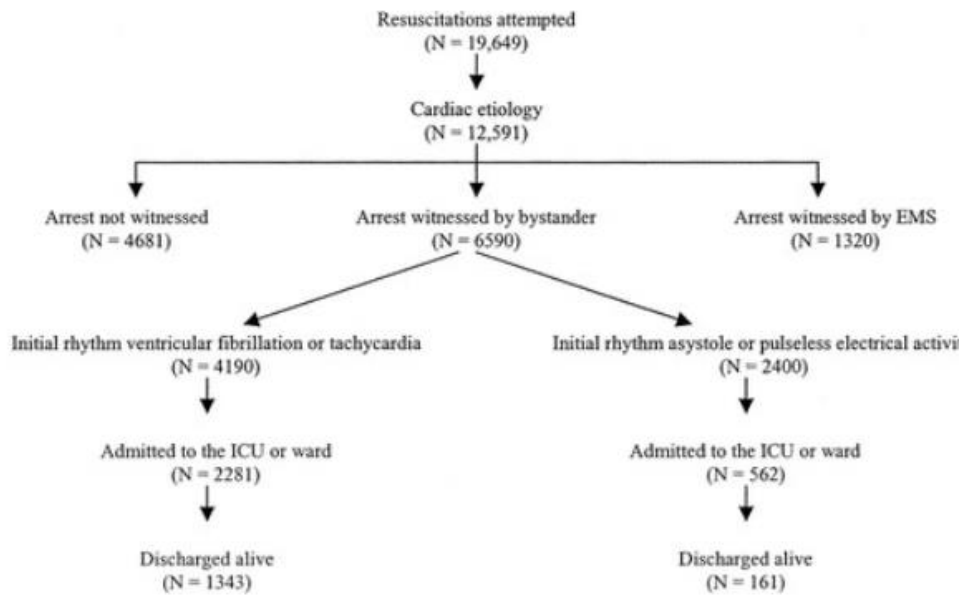 Resuscitations attempted
(N = 19,649)
Cardiac etiology
(N = 12,591)
Arrest not witnessed
(N = 4681)
Arrest witnessed by bystander
(N = 6590)
Arrest witnessed by EMS
(N = 1320)
Initial rhythm ventricular fibrillation or tachycardia
(N = 4190)
Initial rhythm asystole or pulseless electrical activit
(N = 2400)
Admitted to the ICU or ward
(N = 2281)
Admitted to the ICU or ward
(N = 562)
Discharged alive
(N = 1343)
Discharged alive
(N = 161)